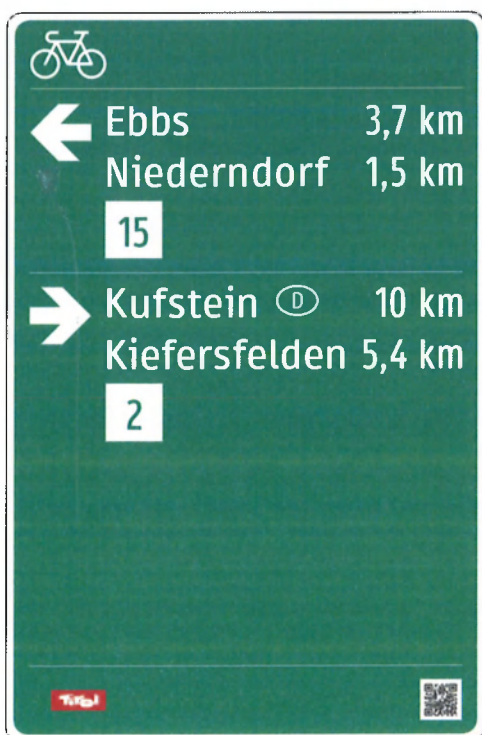 Ebbs 3,7 km
Niederndorf 1,5 km
15
Kufstein D 10 km
Kiefersfelden 5,4 km
2
Tirol